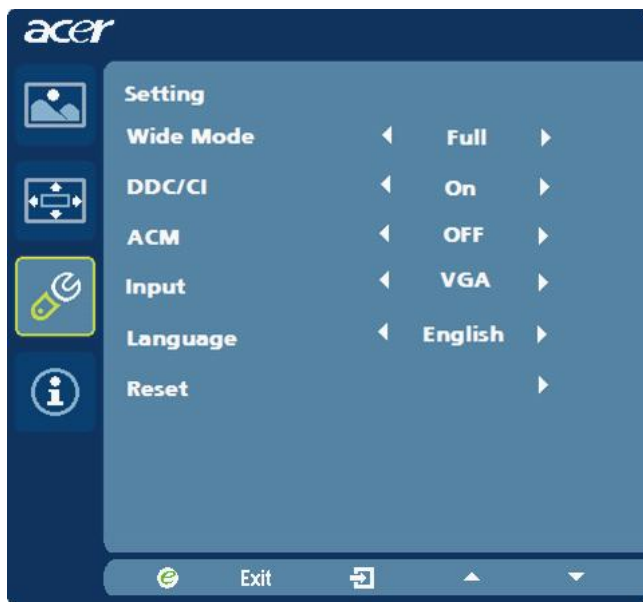 acer
Setting
Wide Mode Full
DDC/CI On
ACM OFF
Input VGA
Language English
Reset
e Exit